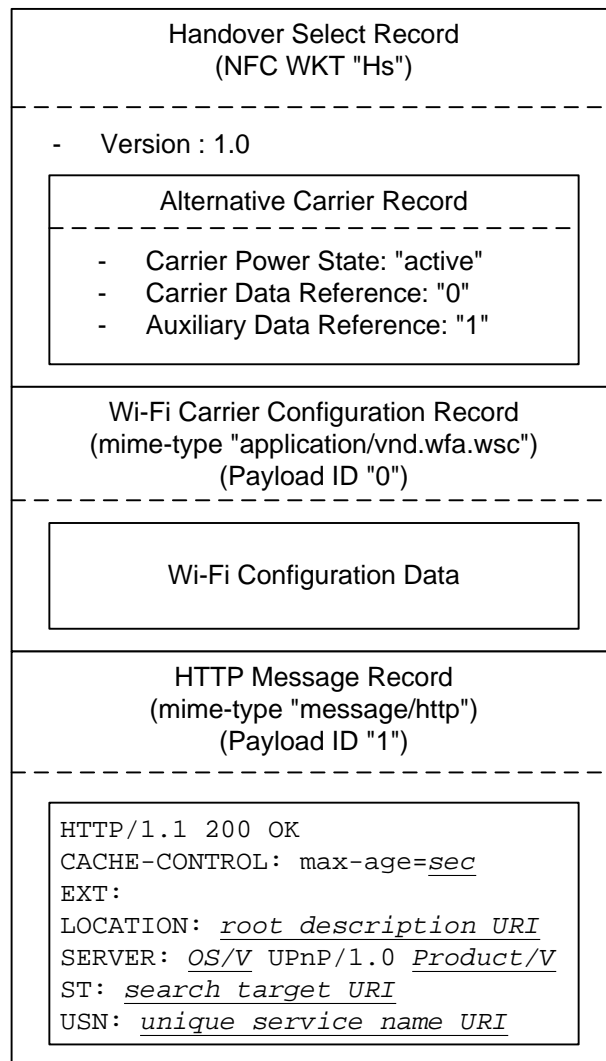 Handover Select Record
(NFC WKT "Hs")
- Version : 1.0
Alternative Carrier Record
- Carrier Power State: "active"
- Carrier Data Reference: "0"
- Auxiliary Data Reference: "1"
Wi-Fi Carrier Configuration Record
(mime-type "application/vnd.wfa.wsc")
(Payload ID "0")
Wi-Fi Configuration Data
HTTP Message Record
(mime-type "message/http")
(Payload ID "1")
HTTP/1.1 200 OK
CACHE-CONTROL: max-age=sec
EXT:
LOCATION: root description URI
SERVER: OS/V UPnP/1.0 Product/V
ST: search target URI
USN: unique service name URI